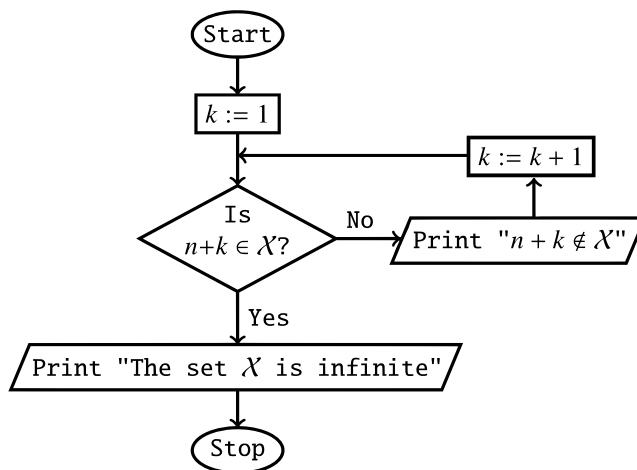 Start
k := 1
k := k + 1
Is
n+k ∈ 𝒳?
No
Print "n + k ∉ 𝒳"
Yes
Print "The set 𝒳 is infinite"
Stop